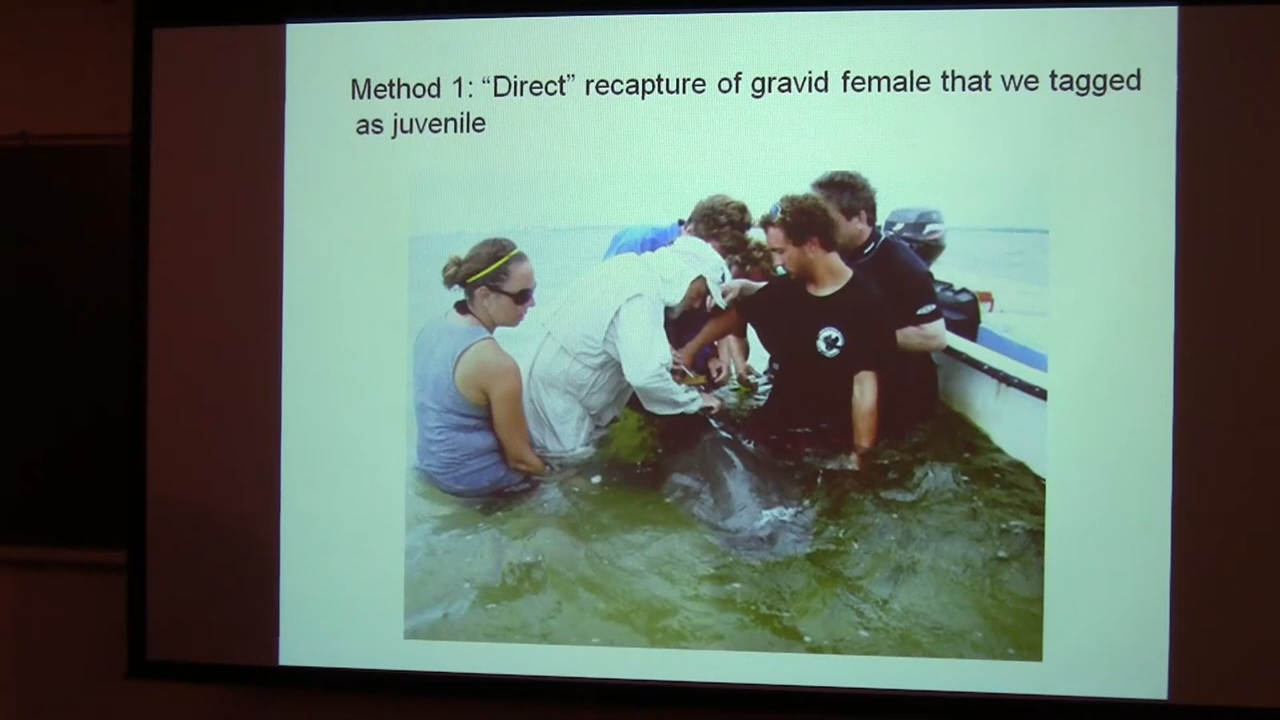 Method 1: “Direct” recapture of gravid female that we tagged
as juvenile